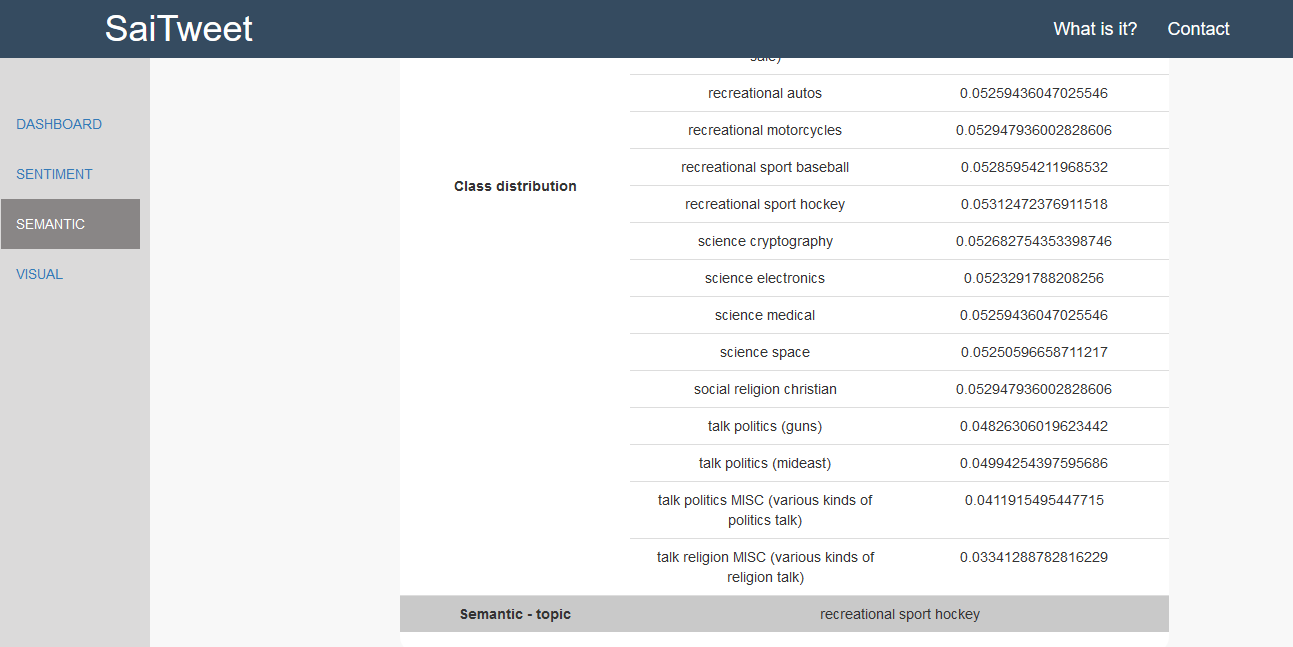 SaiTweet
What is it? Contact
DASHBOARD
SENTIMENT
SEMANTIC
VISUAL
Class distribution
sale)
recreational autos 0.05259436047025546
recreational motorcycles 0.052947936002828606
recreational sport baseball 0.05285954211968532
recreational sport hockey 0.05312472376911518
science cryptography 0.052682754353398746
science electronics 0.0523291788208256
science medical 0.05259436047025546
science space 0.05250596658711217
social religion christian 0.052947936002828606
talk politics (guns) 0.04826306019623442
talk politics (mideast) 0.04994254397595686
talk politics MISC (various kinds of 0.0411915495447715
politics talk)
talk religion MISC (various kinds of 0.03341288782816229
religion talk)
Semantic - topic recreational sport hockey